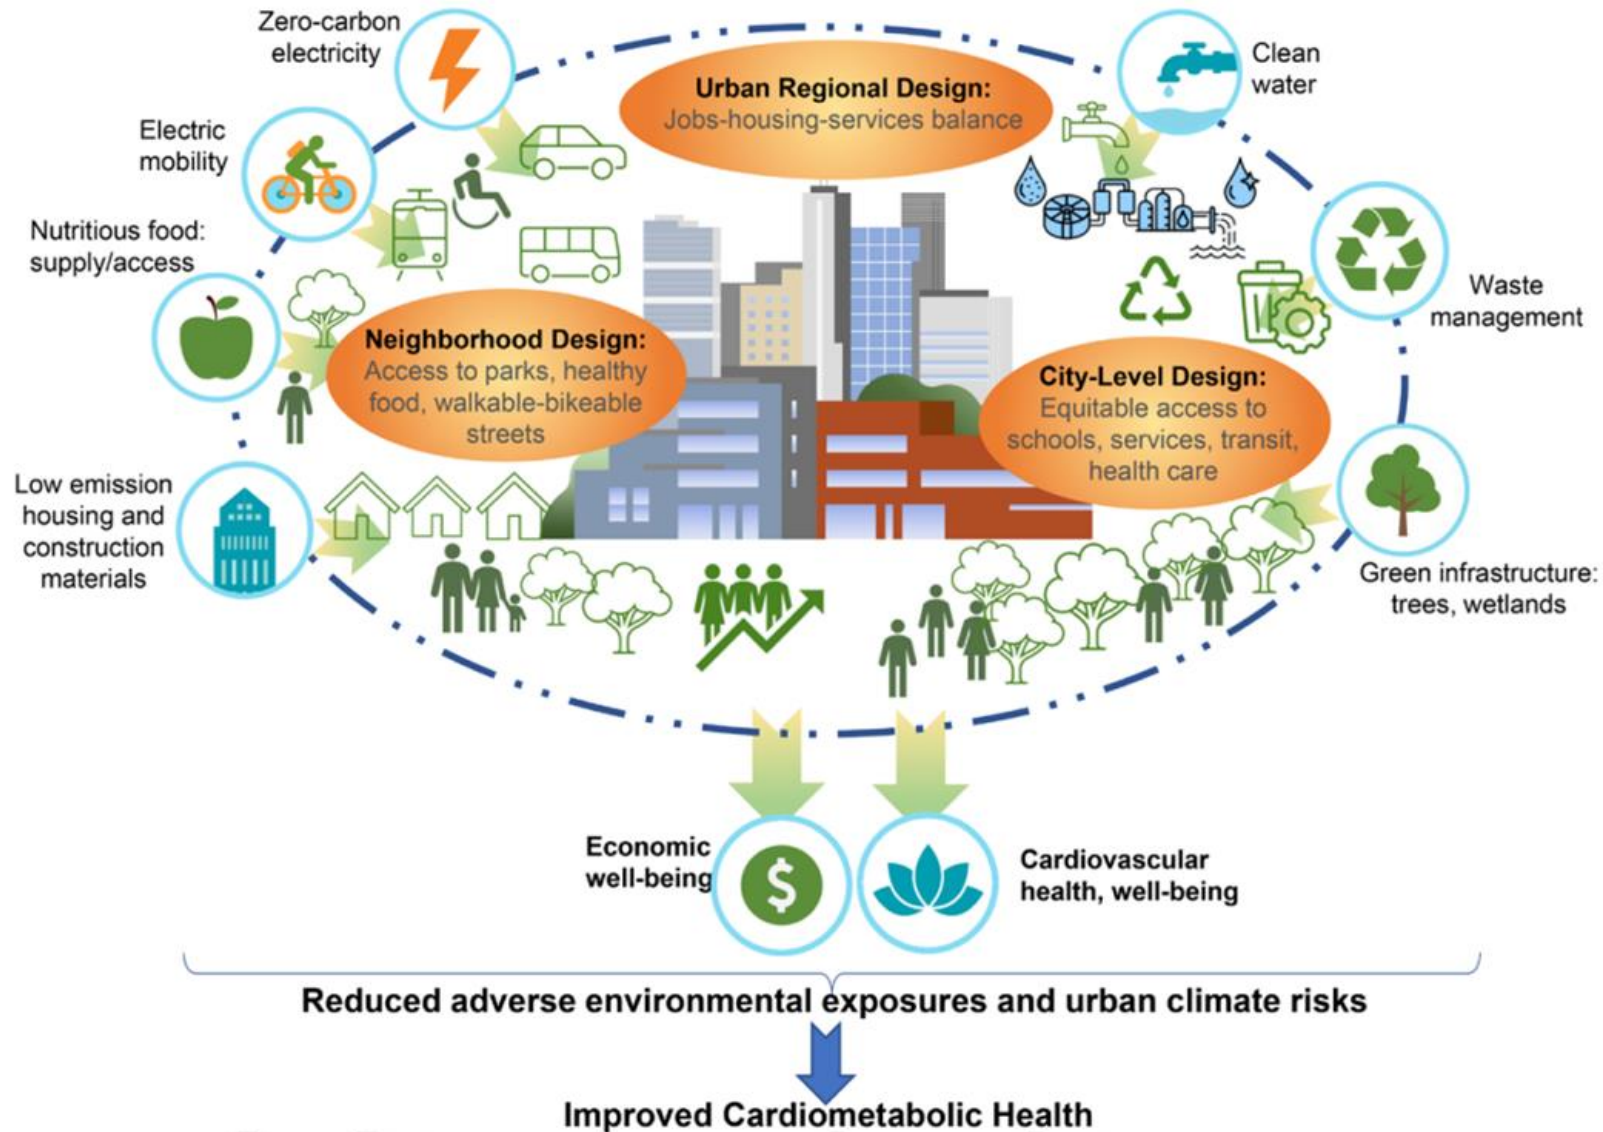 Zero-carbon
electricity
Urban Regional Design:
Jobs-housing-services balance
Clean
water
Electric
mobility
Nutritious food:
supply/access
Waste
management
Neighborhood Design:
Access to parks, healthy
food, walkable-bikeable
streets
City-Level Design:
Equitable access to
schools, services, transit,
health care
Low emission
housing and
construction
materials
Green infrastructure:
trees, wetlands
Economic
well-being
$
Cardiovascular
health, well-being
Reduced adverse environmental exposures and urban climate risks
Improved Cardiometabolic Health